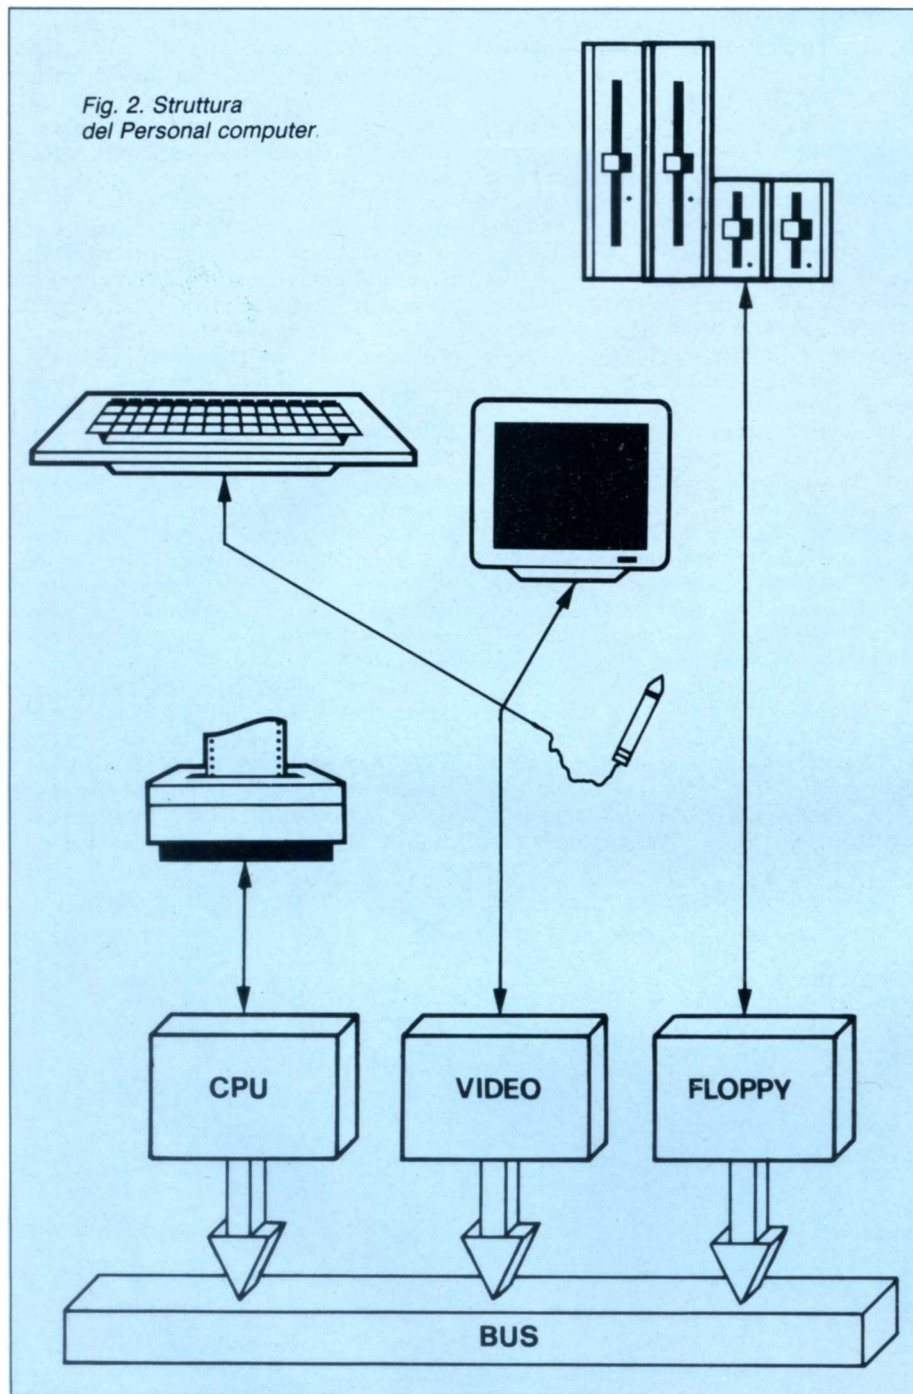 Fig. 2. Struttura
del Personal computer.
CPU
VIDEO
FLOPPY
BUS